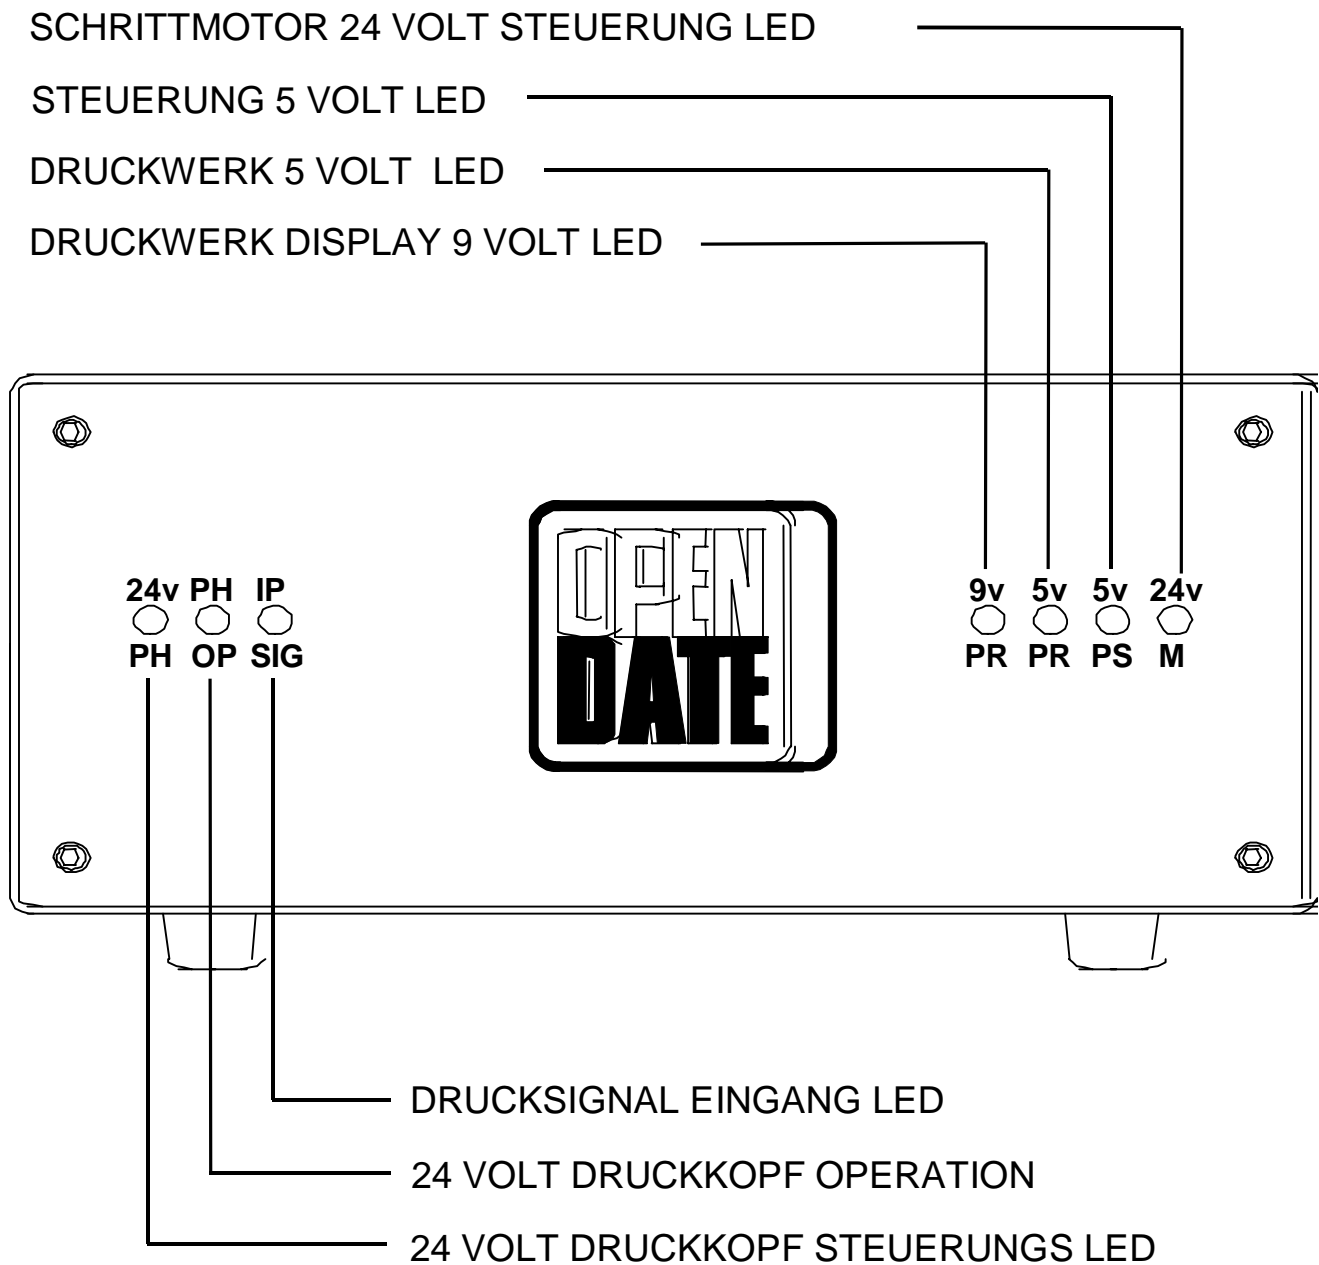 SCHRITTMOTOR 24 VOLT STEUERUNG LED
STEUERUNG 5 VOLT LED
DRUCKWERK 5 VOLT LED
DRUCKWERK DISPLAY 9 VOLT LED
OPEN
DATE
24v PH IP
PH OP SIG
9v 5v 5v 24v
PR PR PS M
DRUCKSIGNAL EINGANG LED
24 VOLT DRUCKKOPF OPERATION
24 VOLT DRUCKKOPF STEUERUNGS LED